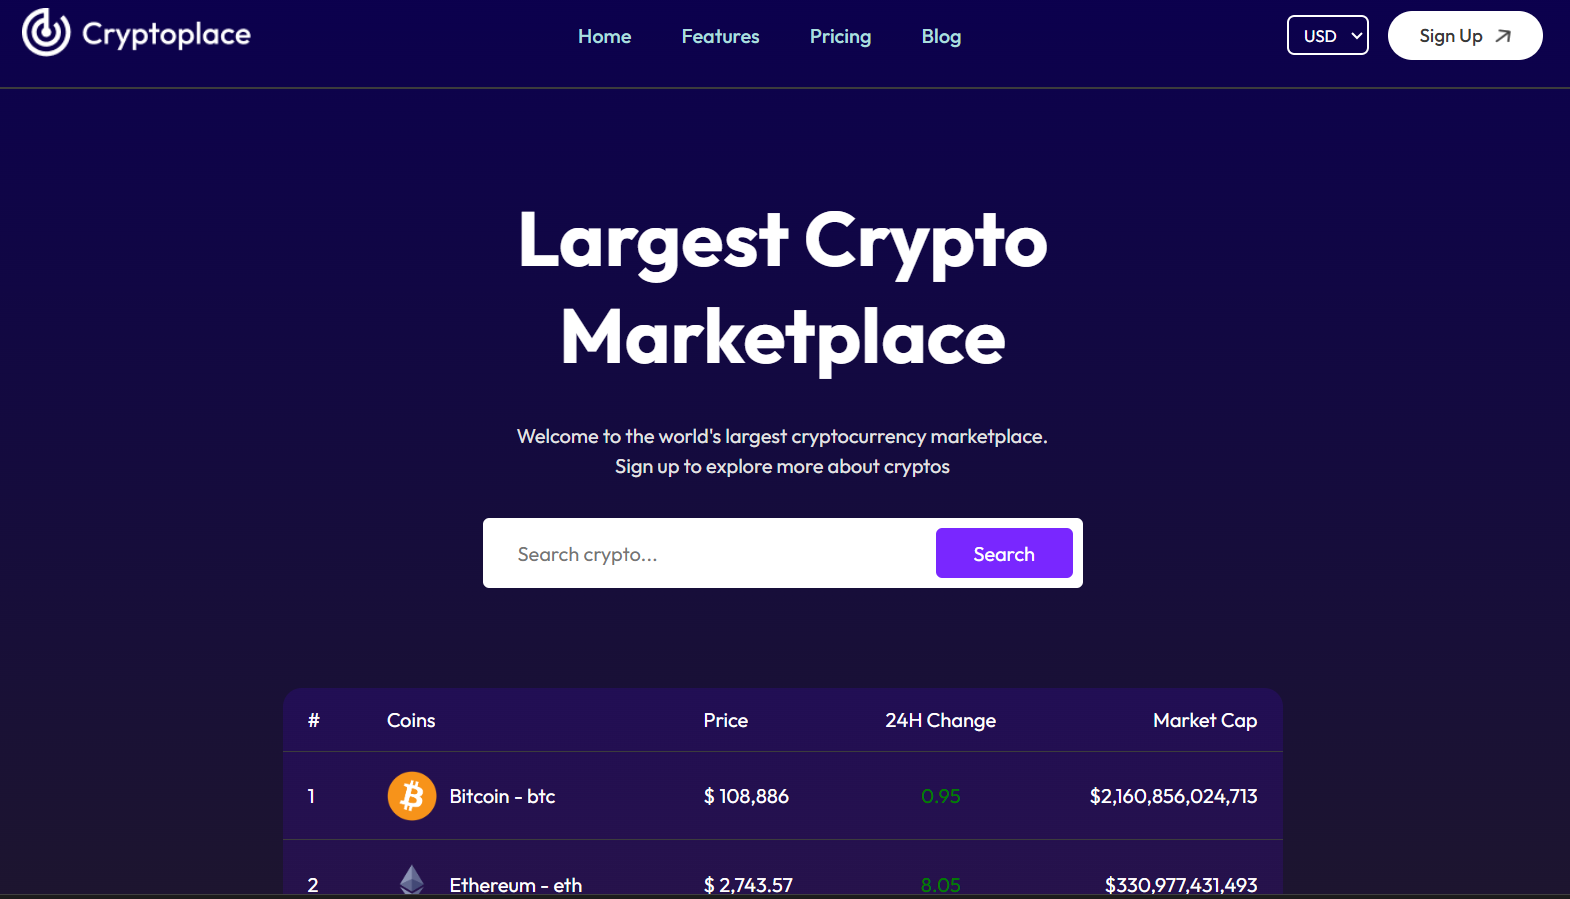 Cryptoplace Home Features Pricing Blog USD Sign Up
Largest Crypto
Marketplace
Welcome to the world's largest cryptocurrency marketplace.
Sign up to explore more about cryptos
Search crypto... Search
# Coins Price 24H Change Market Cap
1 Bitcoin - btc $ 108,886 0.95 $2,160,856,024,713
2 Ethereum - eth $ 2,743.57 8.05 $330,977,431,493